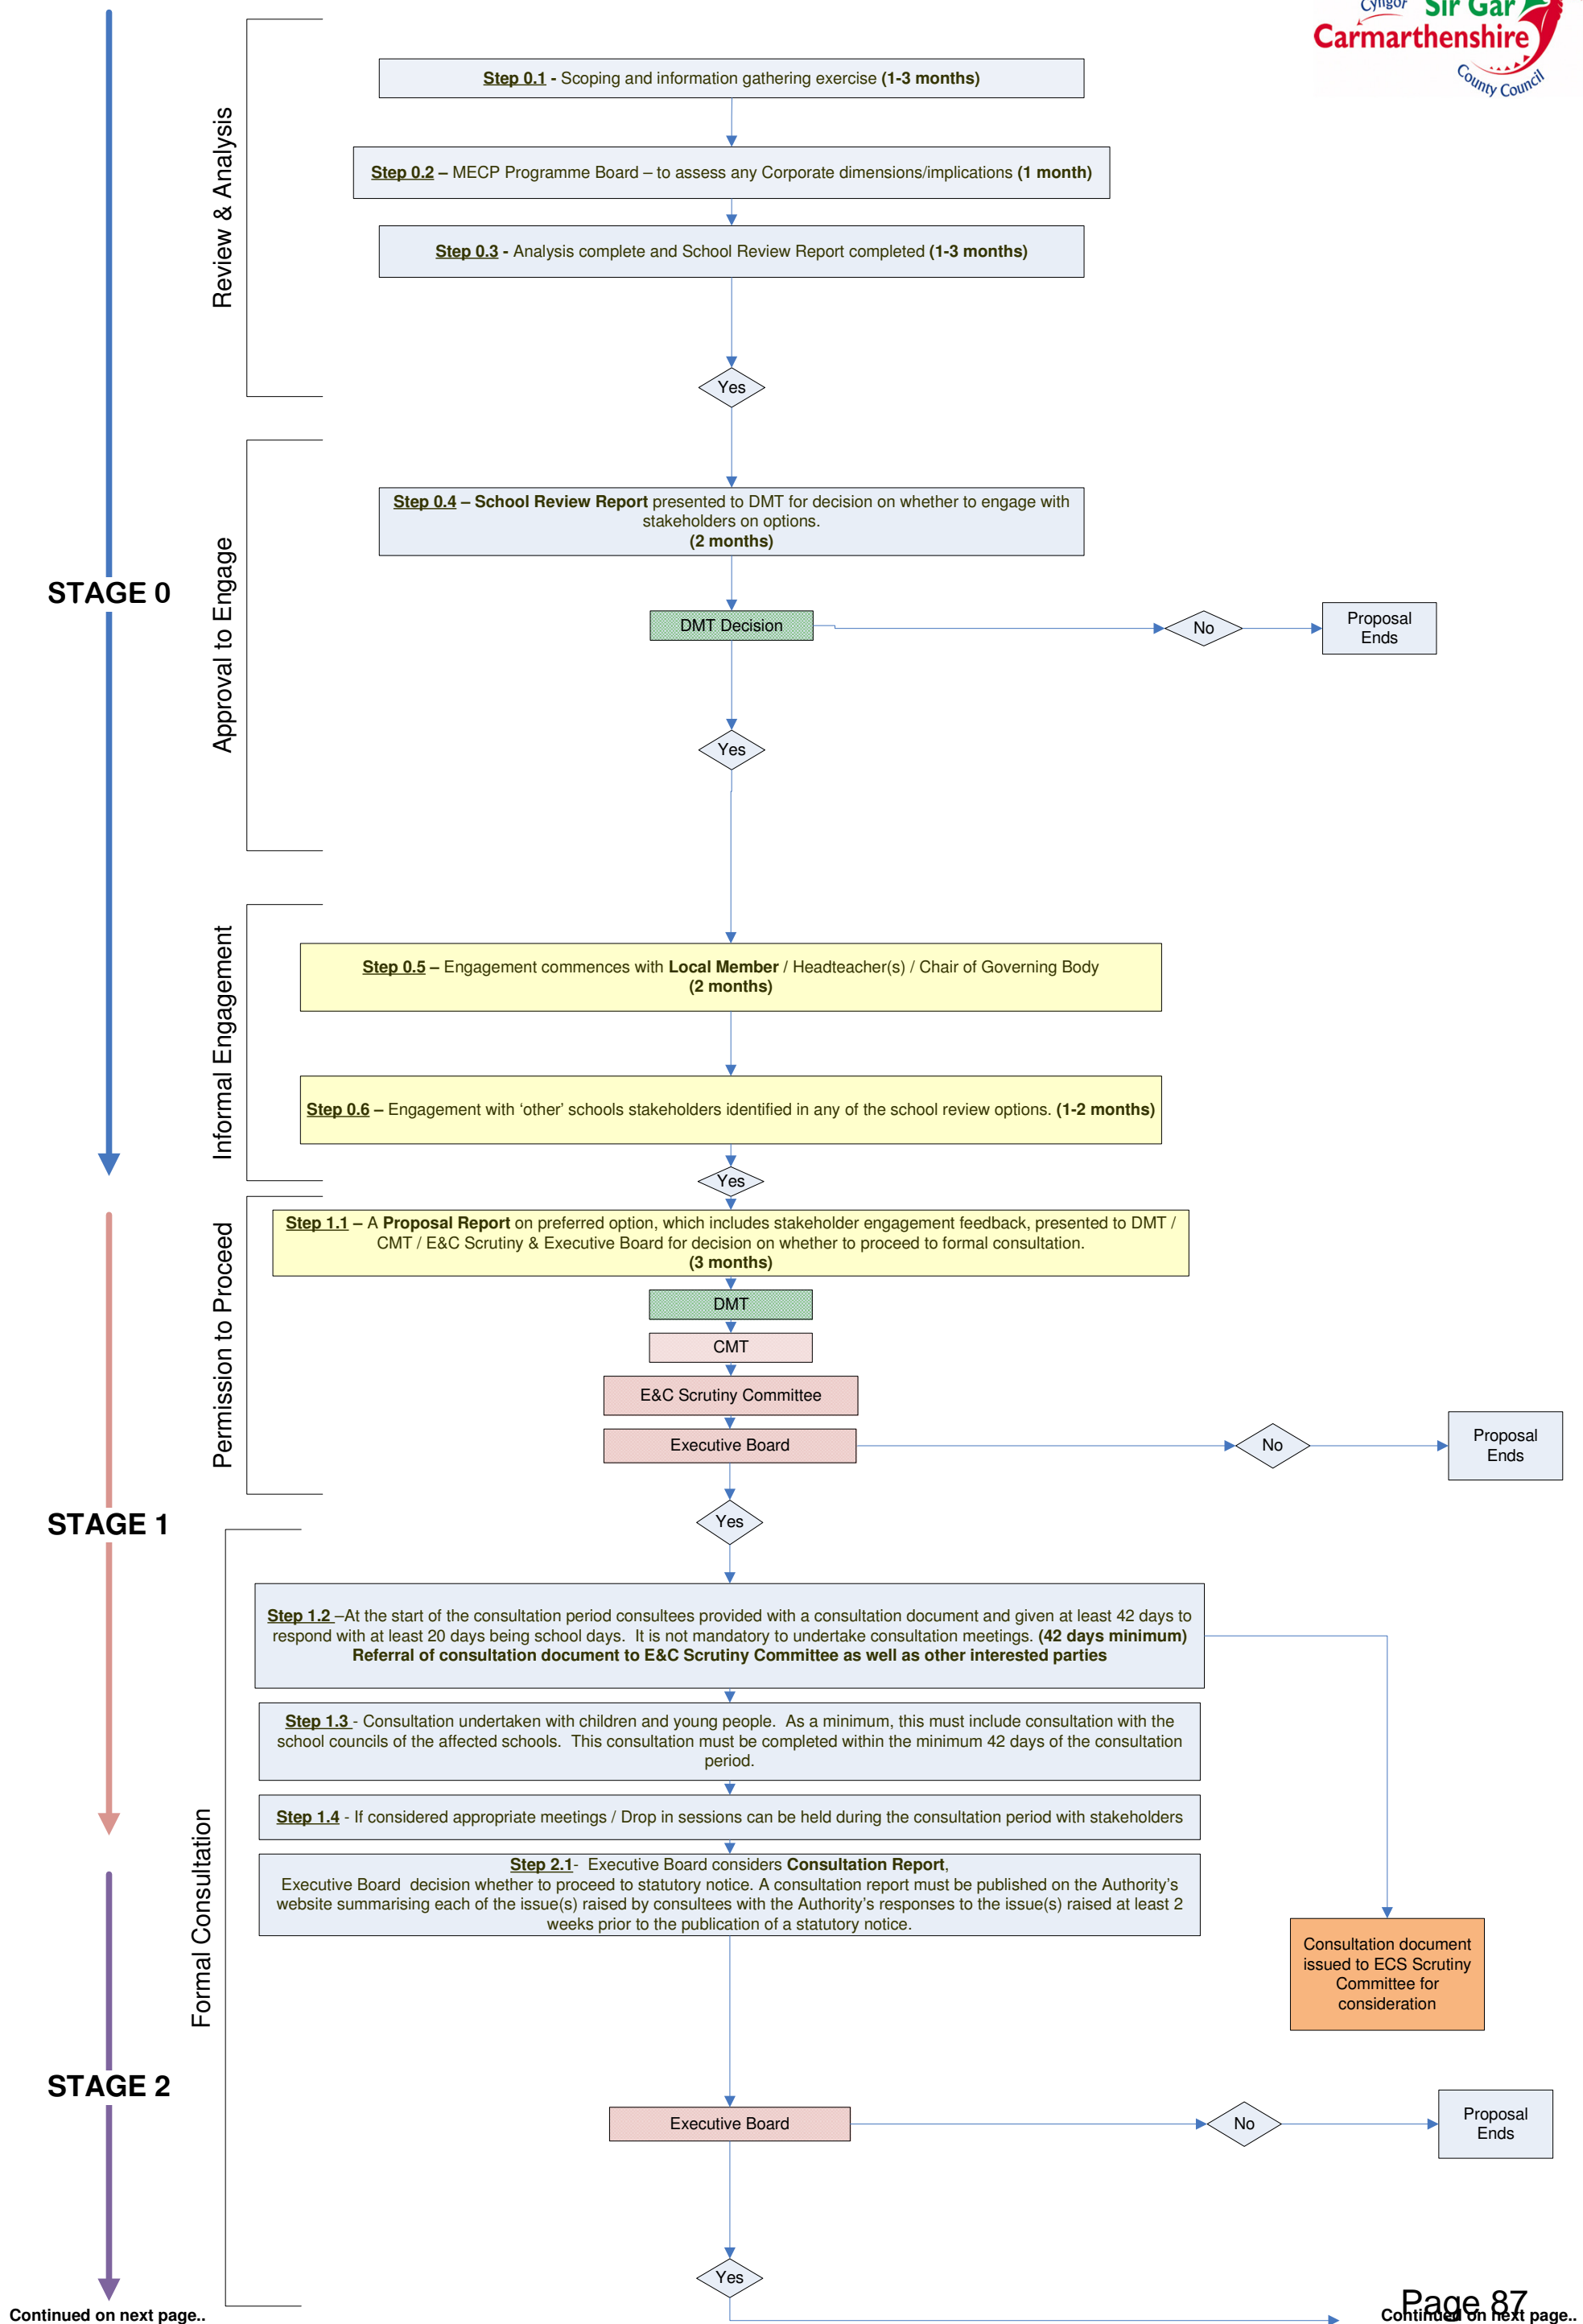 Cyngor Sir Gâr
Carmarthenshire
County Council
Review & Analysis
Step 0.1 - Scoping and information gathering exercise (1-3 months)
Step 0.2 – MECP Programme Board – to assess any Corporate dimensions/implications (1 month)
Step 0.3 - Analysis complete and School Review Report completed (1-3 months)
Yes
STAGE 0
Approval to Engage
Step 0.4 – School Review Report presented to DMT for decision on whether to engage with
stakeholders on options.
(2 months)
DMT Decision
No
Proposal
Ends
Yes
Informal Engagement
Step 0.5 – Engagement commences with Local Member / Headteacher(s) / Chair of Governing Body
(2 months)
Step 0.6 – Engagement with ‘other’ schools stakeholders identified in any of the school review options. (1-2 months)
Yes
Permission to Proceed
Step 1.1 – A Proposal Report on preferred option, which includes stakeholder engagement feedback, presented to DMT /
CMT / E&C Scrutiny & Executive Board for decision on whether to proceed to formal consultation.
(3 months)
DMT
CMT
E&C Scrutiny Committee
Executive Board
No
Proposal
Ends
STAGE 1
Yes
Formal Consultation
Step 1.2 –At the start of the consultation period consultees provided with a consultation document and given at least 42 days to
respond with at least 20 days being school days. It is not mandatory to undertake consultation meetings. (42 days minimum)
Referral of consultation document to E&C Scrutiny Committee as well as other interested parties
Step 1.3 - Consultation undertaken with children and young people. As a minimum, this must include consultation with the
school councils of the affected schools. This consultation must be completed within the minimum 42 days of the consultation
period.
Step 1.4 - If considered appropriate meetings / Drop in sessions can be held during the consultation period with stakeholders
Step 2.1- Executive Board considers Consultation Report,
Executive Board decision whether to proceed to statutory notice. A consultation report must be published on the Authority’s
website summarising each of the issue(s) raised by consultees with the Authority’s responses to the issue(s) raised at least 2
weeks prior to the publication of a statutory notice.
Consultation document
issued to ECS Scrutiny
Committee for
consideration
STAGE 2
Executive Board
No
Proposal
Ends
Yes
Page 87
Continued on next page..
Continued on next page..